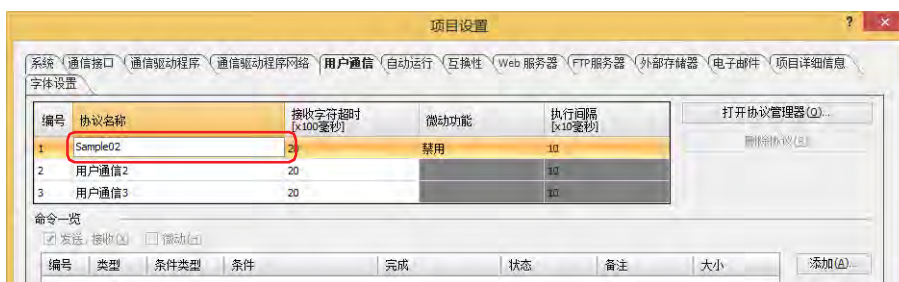 项目设置
? ×
系统 通信接口 通信驱动程序 通信驱动程序网络 用户通信 自动运行 互换性 Web 服务器 FTP服务器 外部存储器 电子邮件 项目详细信息
字体设置
编号 协议名称 接收字符超时 [x100毫秒] 微动功能 执行间隔 [x10毫秒] 打开协议管理器(O)...
1 Sample02 20 禁用 10 删除协议(R)
2 用户通信2 20 10
3 用户通信3 20 10
命令一览
发送, 接收(X) 微动(H)
编号 类型 条件类型 条件 完成 状态 备注 大小 添加(A)...